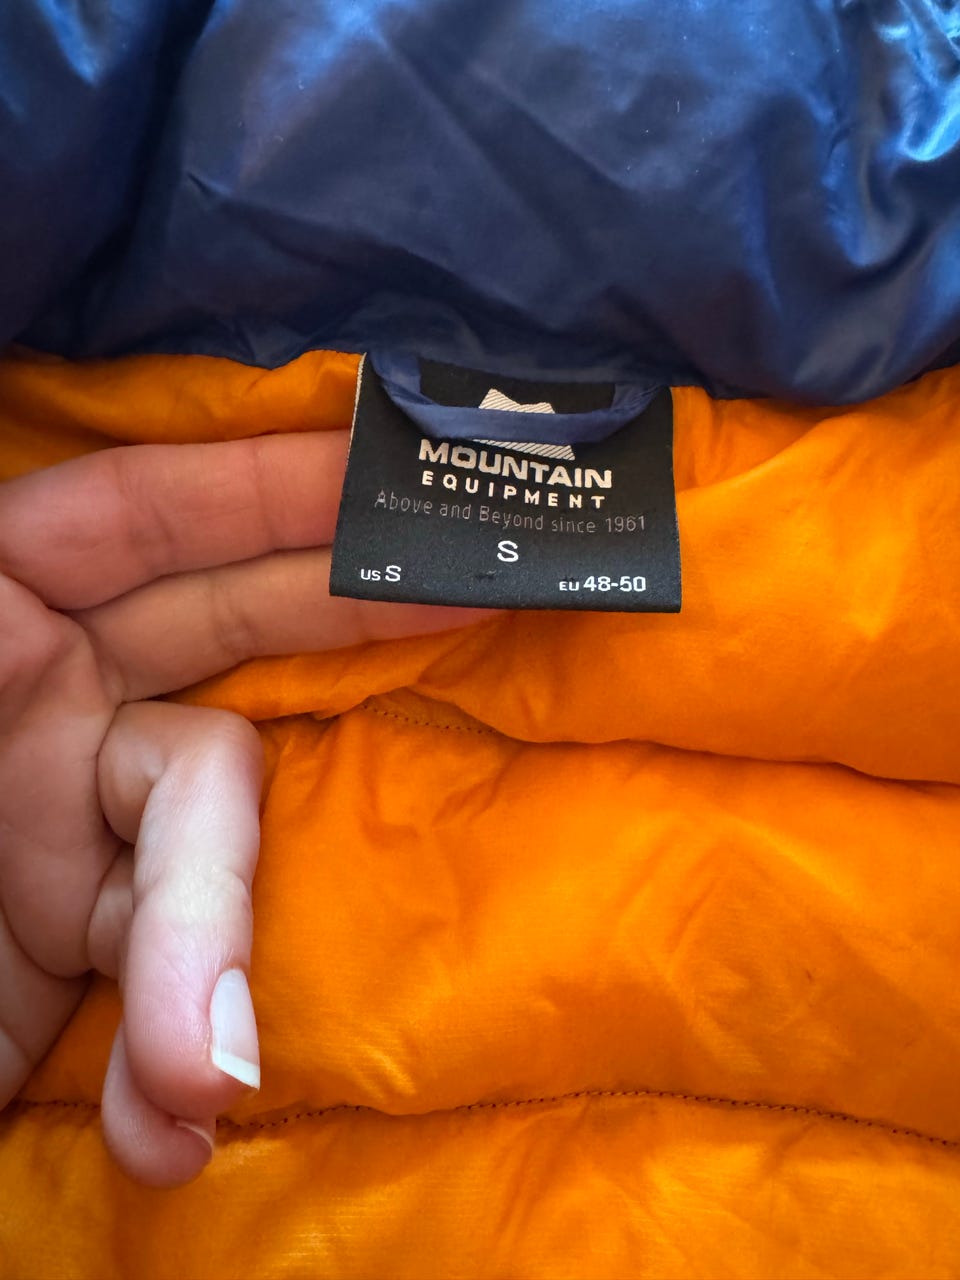 MOUNTAIN
EQUIPMENT
Above and Beyond since 1961
S
US S
EU 48-50